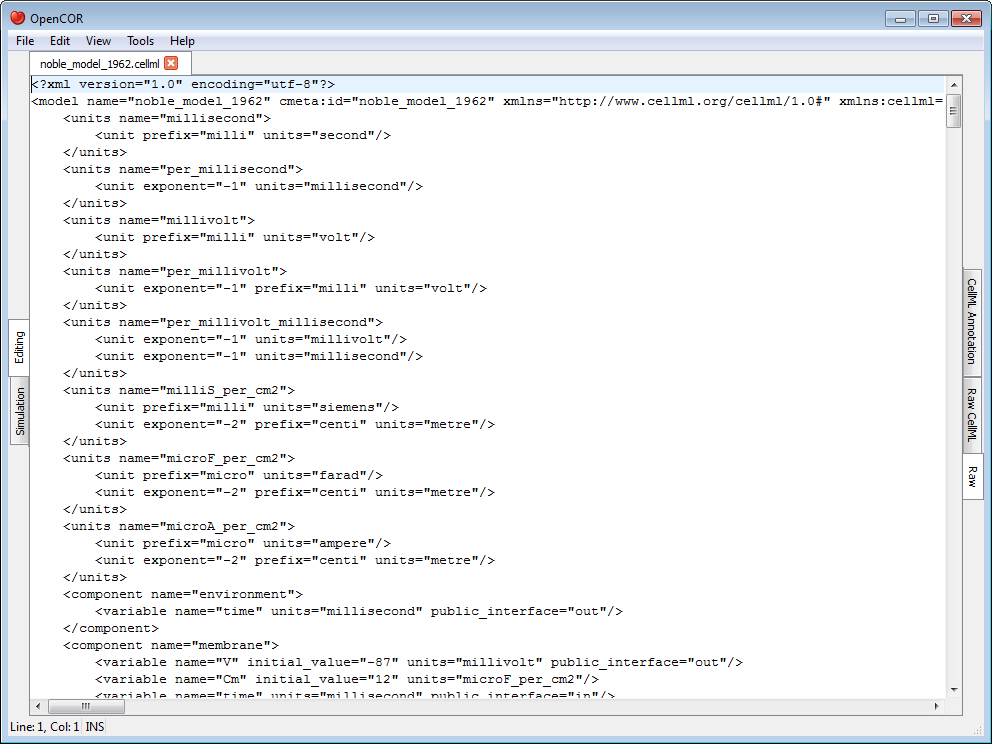 OpenCOR
File Edit View Tools Help
noble_model_1962.cellml
<?xml version="1.0" encoding="utf-8"?>
<model name="noble_model_1962" cmeta:id="noble_model_1962" xmlns="http://www.cellml.org/cellml/1.0#" xmlns:cellml=
    <units name="millisecond">
        <unit prefix="milli" units="second"/>
    </units>
    <units name="per_millisecond">
        <unit exponent="-1" units="millisecond"/>
    </units>
    <units name="millivolt">
        <unit prefix="milli" units="volt"/>
    </units>
    <units name="per_millivolt">
        <unit exponent="-1" prefix="milli" units="volt"/>
    </units>
    <units name="per_millivolt_millisecond">
        <unit exponent="-1" units="millivolt"/>
        <unit exponent="-1" units="millisecond"/>
    </units>
    <units name="milliS_per_cm2">
        <unit prefix="milli" units="siemens"/>
        <unit exponent="-2" prefix="centi" units="metre"/>
    </units>
    <units name="microF_per_cm2">
        <unit prefix="micro" units="farad"/>
        <unit exponent="-2" prefix="centi" units="metre"/>
    </units>
    <units name="microA_per_cm2">
        <unit prefix="micro" units="ampere"/>
        <unit exponent="-2" prefix="centi" units="metre"/>
    </units>
    <component name="environment">
        <variable name="time" units="millisecond" public_interface="out"/>
    </component>
    <component name="membrane">
        <variable name="V" initial_value="-87" units="millivolt" public_interface="out"/>
        <variable name="Cm" initial_value="12" units="microF_per_cm2"/>
        <variable name="time" units="millisecond" public_interface="in"/>
Editing
Simulation
CellML Annotation
Raw CellML
Raw
Line: 1, Col: 1 INS